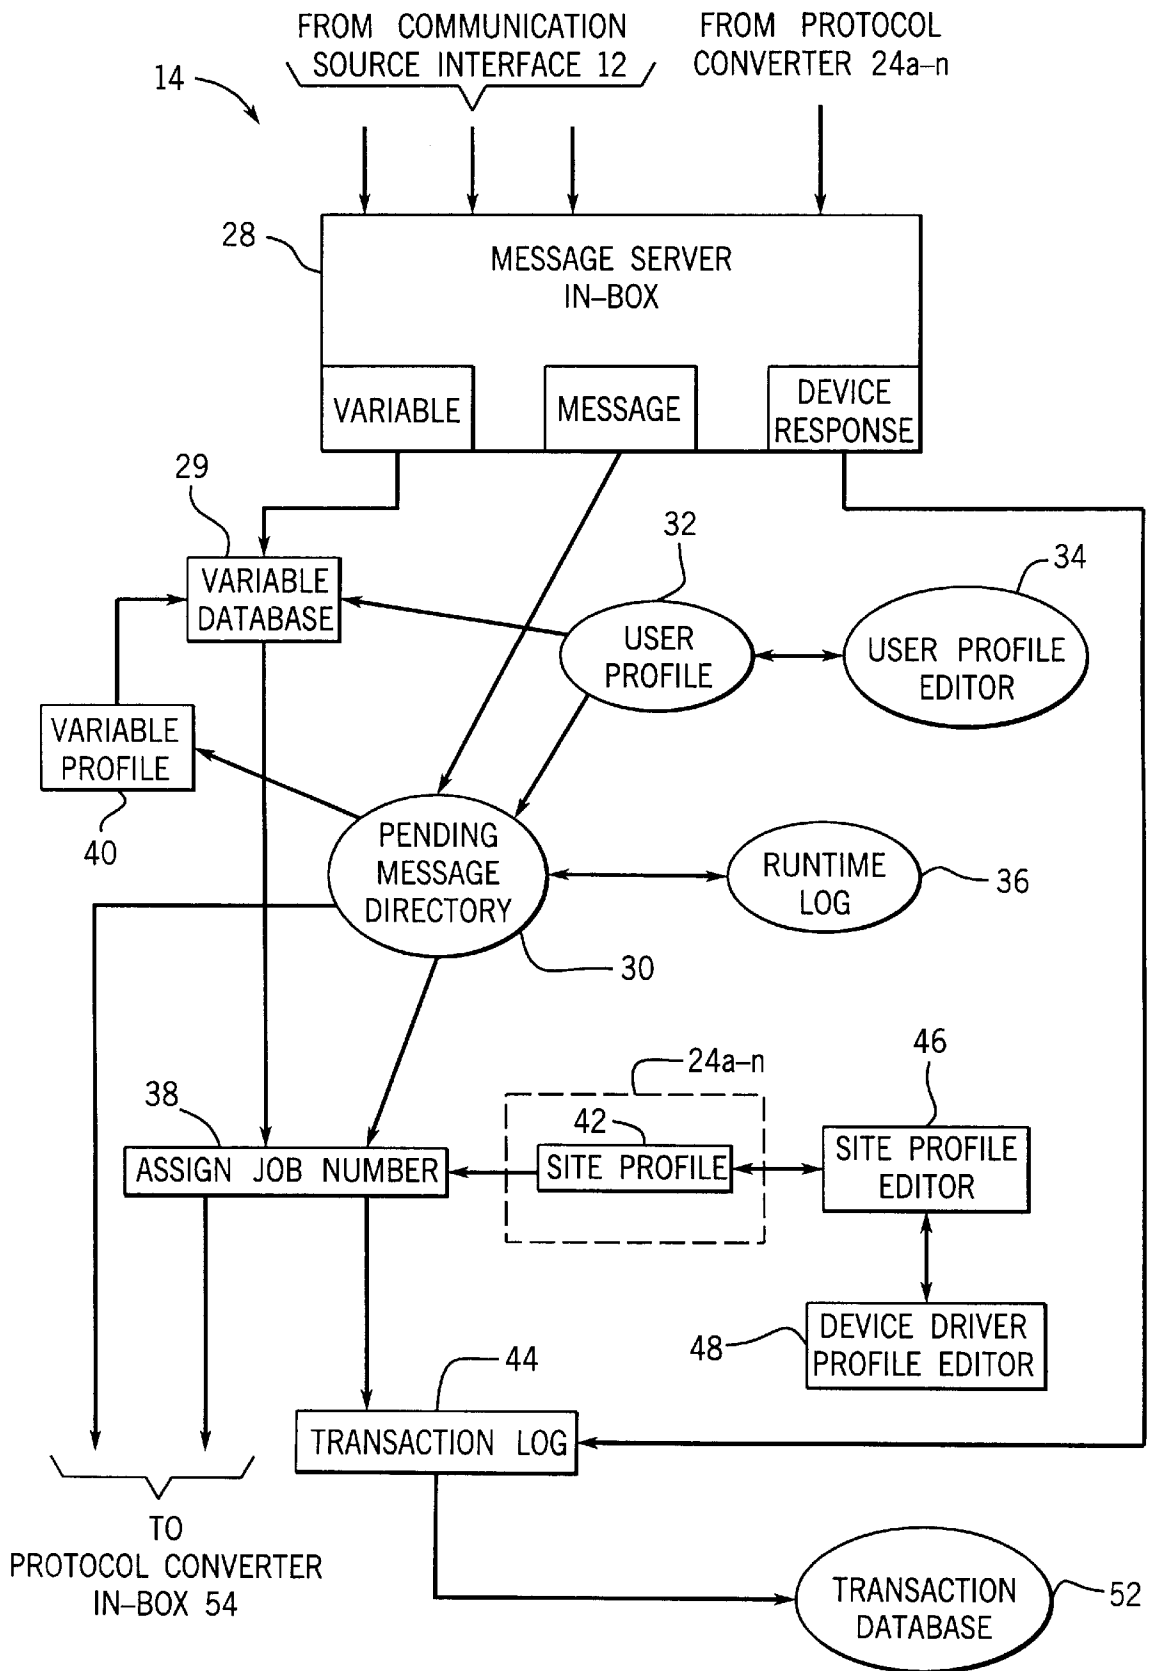 FROM COMMUNICATION
SOURCE INTERFACE 12
FROM PROTOCOL
CONVERTER 24a–n
14
28
MESSAGE SERVER
IN–BOX
VARIABLE
MESSAGE
DEVICE
RESPONSE
29
VARIABLE
DATABASE
32
USER
PROFILE
34
USER PROFILE
EDITOR
VARIABLE
PROFILE
40
PENDING
MESSAGE
DIRECTORY
30
RUNTIME
LOG
36
38
ASSIGN JOB NUMBER
24a–n
42
SITE PROFILE
46
SITE PROFILE
EDITOR
48
DEVICE DRIVER
PROFILE EDITOR
44
TRANSACTION LOG
TO
PROTOCOL CONVERTER
IN–BOX 54
TRANSACTION
DATABASE
52